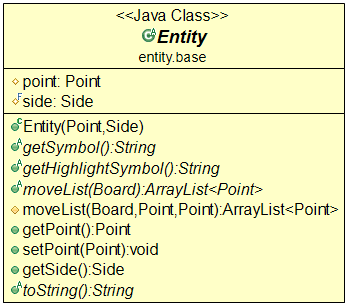 <<Java Class>>
Entity
entity.base
point: Point
side: Side
Entity(Point,Side)
getSymbol():String
getHighlightSymbol():String
moveList(Board):ArrayList<Point>
moveList(Board,Point,Point):ArrayList<Point>
getPoint():Point
setPoint(Point):void
getSide():Side
toString():String